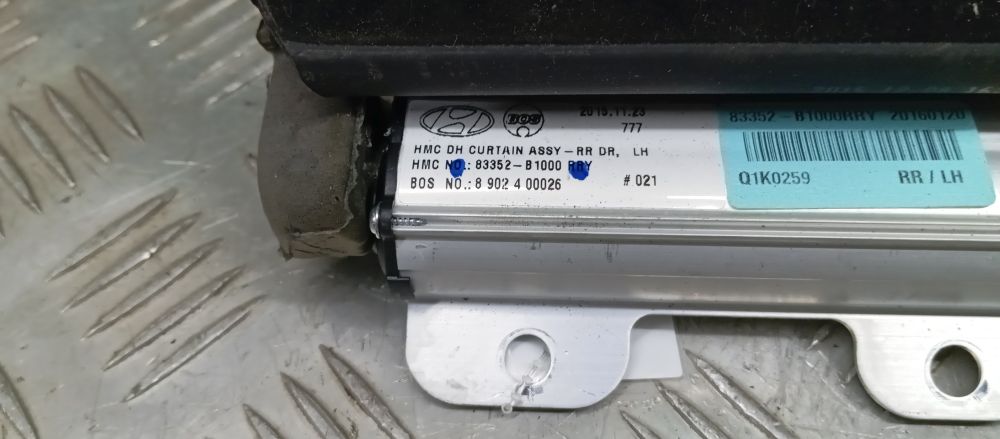 BOS
2015.11.23
777
HMC DH CURTAIN ASSY-RR DR, LH
HMC NO.: 83352-B1000 RRY
BOS NO.: 8 902 4 00026 #021
83352-B1000RRY 20160120
Q1K0259 RR/LH